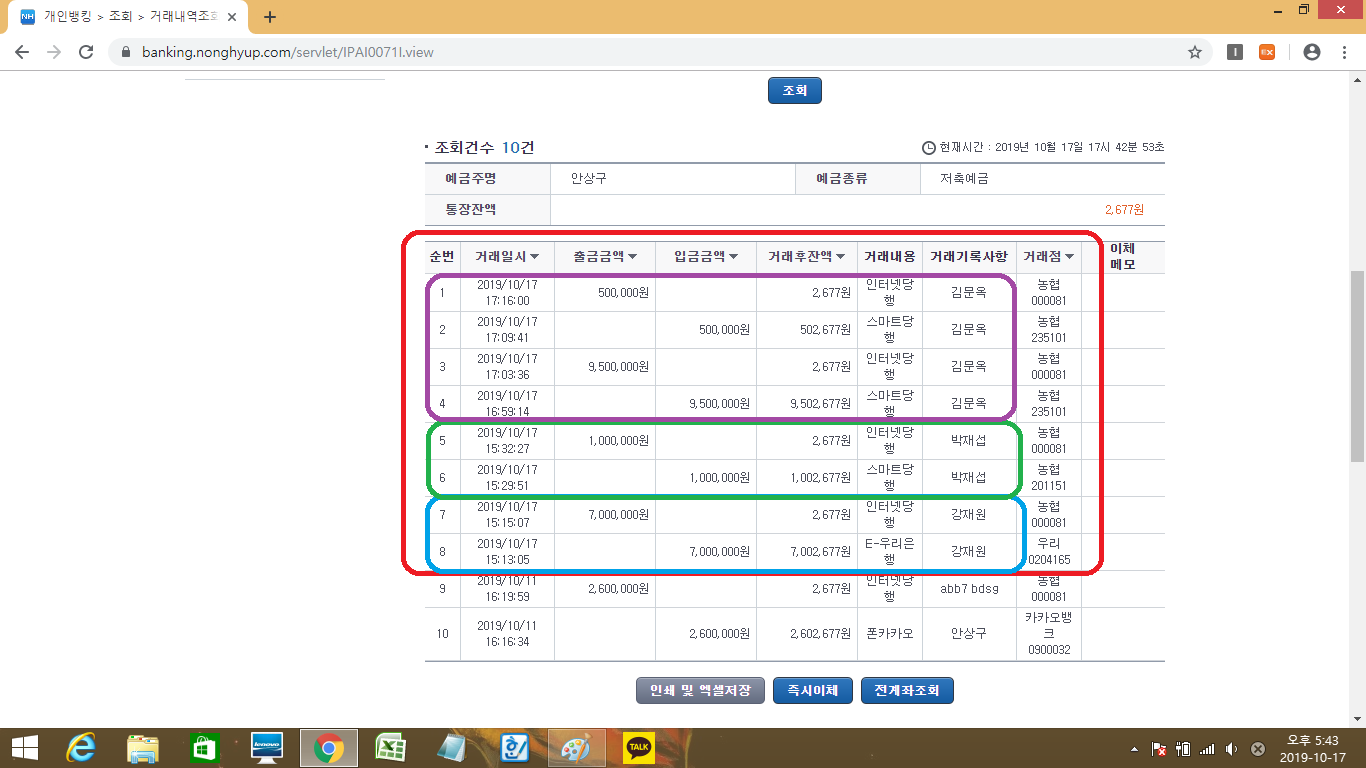 개인뱅킹 > 조회 > 거래내역조회
banking.nonghyup.com/servlet/IPAI0071I.view
조회
조회건수 10건
현재시간 : 2019년 10월 17일 17시 42분 53초
예금주명 안상구 예금종류 저축예금
통장잔액 2,677원
순번 거래일시 출금금액 입금금액 거래후잔액 거래내용 거래기록사항 거래점 이체
메모
1 2019/10/17 17:16:00 500,000원 2,677원 인터넷당행 김문옥 농협 000081
2 2019/10/17 17:09:41 500,000원 502,677원 스마트당행 김문옥 농협 235101
3 2019/10/17 17:03:36 9,500,000원 2,677원 인터넷당행 김문옥 농협 000081
4 2019/10/17 16:59:14 9,500,000원 9,502,677원 스마트당행 김문옥 농협 235101
5 2019/10/17 15:32:27 1,000,000원 2,677원 인터넷당행 박재섭 농협 000081
6 2019/10/17 15:29:51 1,000,000원 1,002,677원 스마트당행 박재섭 농협 201151
7 2019/10/17 15:15:07 7,000,000원 2,677원 인터넷당행 강재원 농협 000081
8 2019/10/17 15:13:05 7,000,000원 7,002,677원 E-우리은행 강재원 우리 0204165
9 2019/10/11 16:19:59 2,600,000원 2,677원 인터넷당행 abb7 bdsg 농협 000081
10 2019/10/11 16:16:34 2,600,000원 2,602,677원 폰카카오 안상구 카카오뱅크 0900032
인쇄 및 엑셀저장 즉시이체 전계좌조회
lenovo
TALK
오후 5:43
2019-10-17